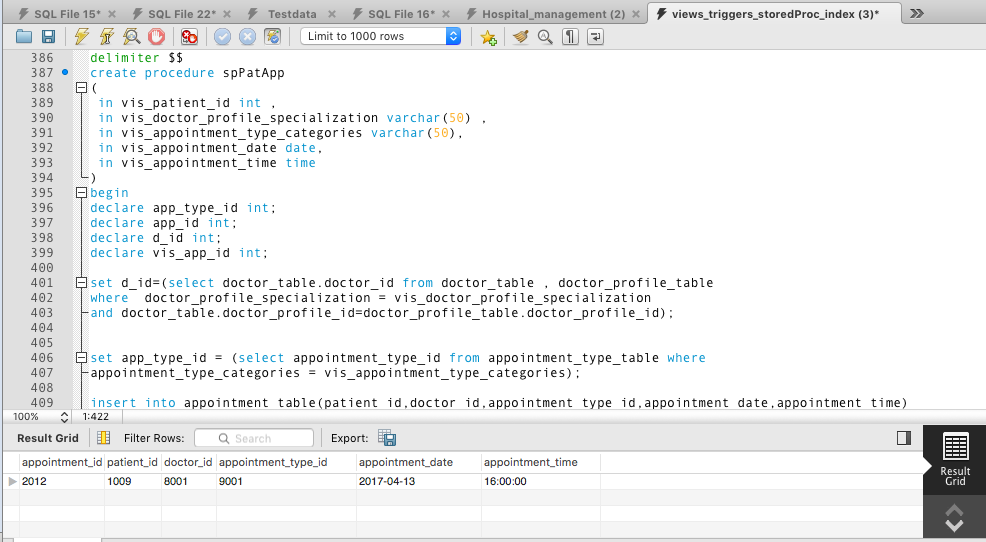 SQL File 15* SQL File 22* Testdata SQL File 16* Hospital_management (2) views_triggers_storedProc_index (3)*
Limit to 1000 rows
386 delimiter $$
387 create procedure spPatApp
388 (
389 in vis_patient_id int ,
390 in vis_doctor_profile_specialization varchar(50) ,
391 in vis_appointment_type_categories varchar(50),
392 in vis_appointment_date date,
393 in vis_appointment_time time
394 )
395 begin
396 declare app_type_id int;
397 declare app_id int;
398 declare d_id int;
399 declare vis_app_id int;
400
401 set d_id=(select doctor_table.doctor_id from doctor_table , doctor_profile_table
402 where  doctor_profile_specialization = vis_doctor_profile_specialization
403 and doctor_table.doctor_profile_id=doctor_profile_table.doctor_profile_id);
404
405
406 set app_type_id = (select appointment_type_id from appointment_type_table where
407 appointment_type_categories = vis_appointment_type_categories);
408
409 insert into appointment_table(patient_id,doctor_id,appointment_type_id,appointment_date,appointment_time)
100% 1:422
Result Grid Filter Rows: Search Export:
appointment_id patient_id doctor_id appointment_type_id appointment_date appointment_time
2012 1009 8001 9001 2017-04-13 16:00:00
Result
Grid